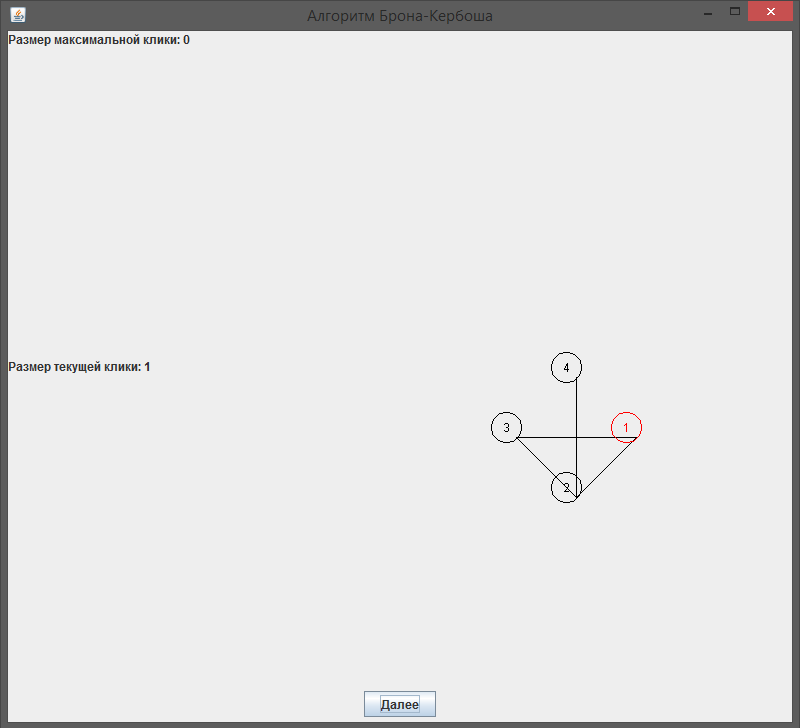 Алгоритм Брона-Кербоша
Размер максимальной клики: 0
Размер текущей клики: 1
4
3
1
2
Далее